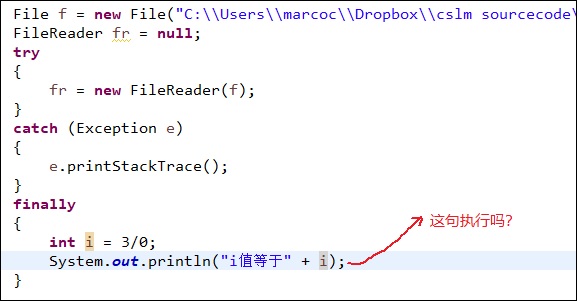 File f = new File("C:\\Users\\marcoc\\Dropbox\\cslm sourcecode\
FileReader fr = null;
try
{
fr = new FileReader(f);
}
catch (Exception e)
{
e.printStackTrace();
}
finally
{
int i = 3/0;
System.out.println("i值等于" + i);
这句执行吗?
}